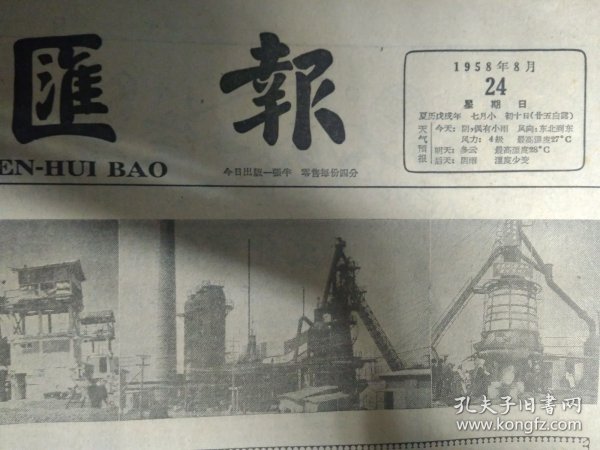 匯報
EN-HUI BAO
今日出版一張半 零售每份四分
1958年8月
24
星期日
夏历戊戌年 七月小 初十日(廿五白露)
天气预报
今天: 阴,偶有小雨 风向: 东北到东
风力: 4级 最高温度27°C
明天: 多云 最高温度28°C
后天: 阴雨 温度少变
孔夫子旧书网
www.kongfz.com